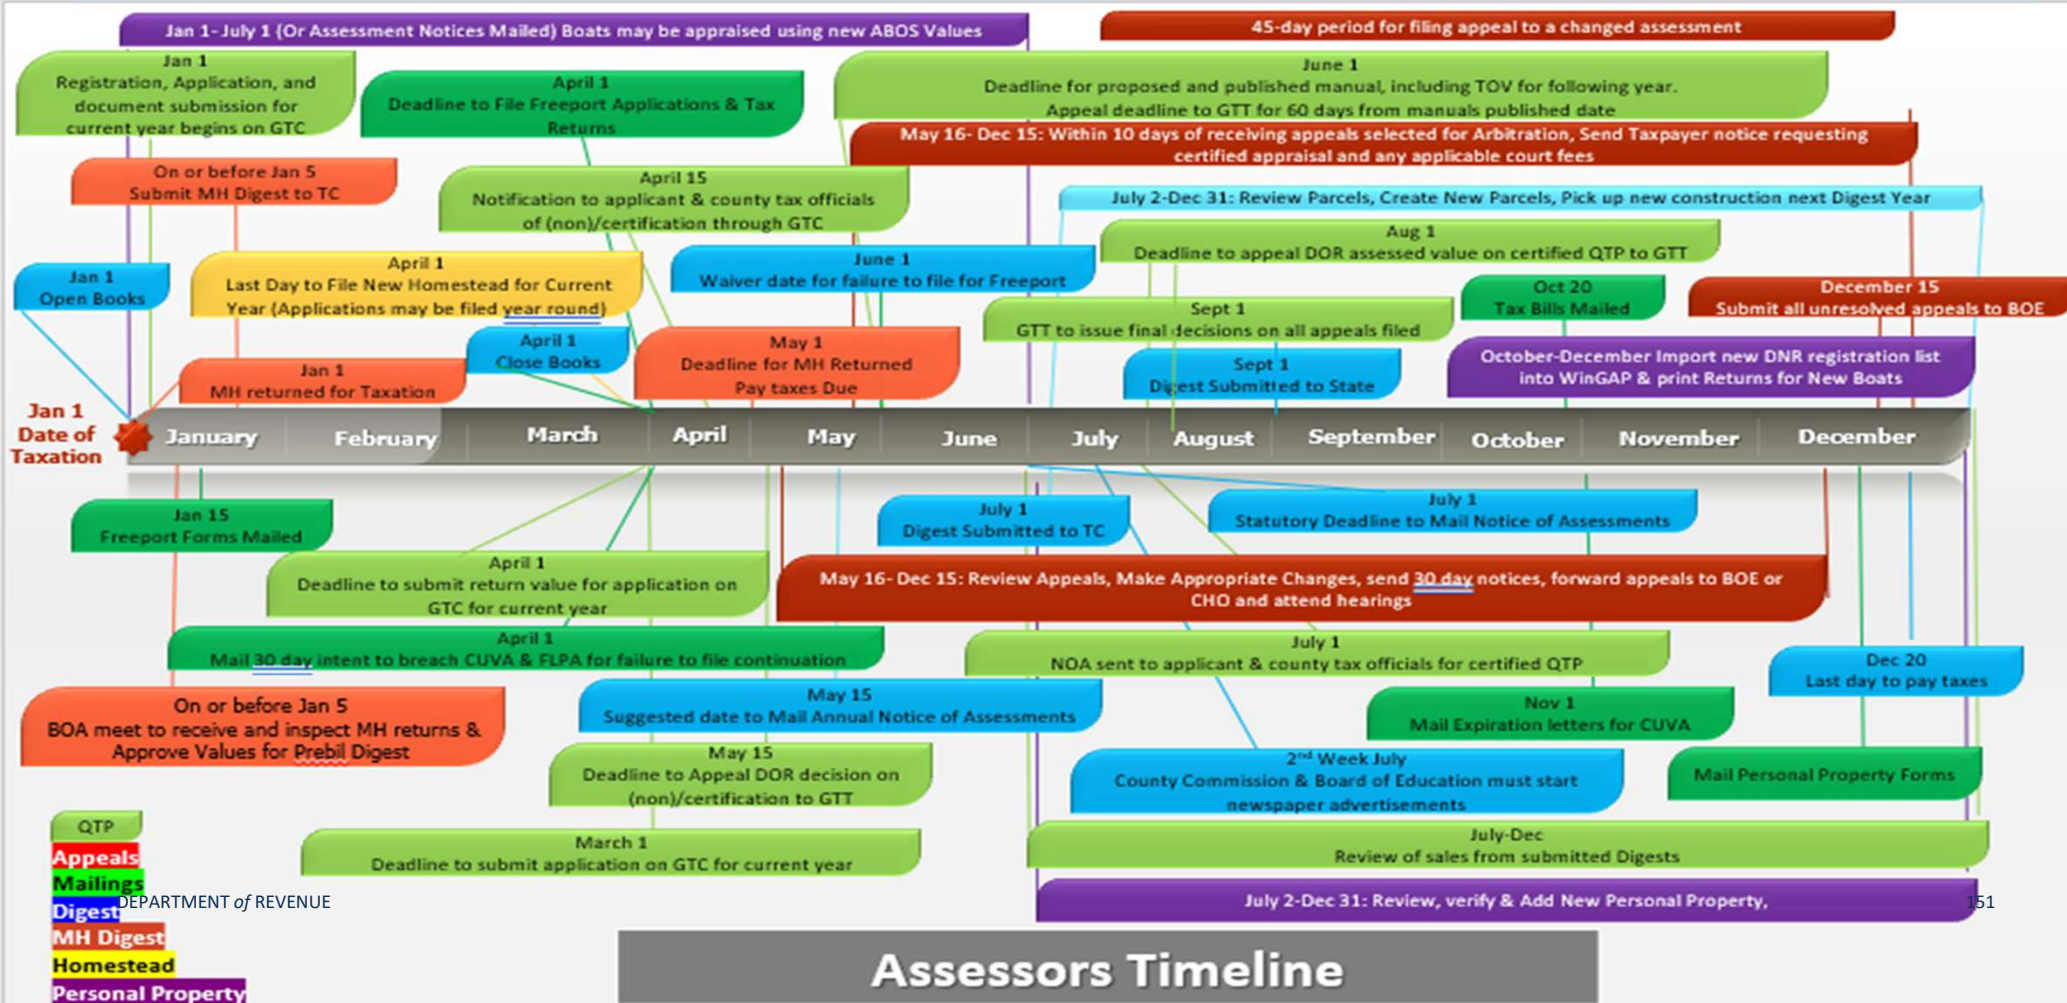 Jan 1- July 1 (Or Assessment Notices Mailed) Boats may be appraised using new ABOS Values
45-day period for filing appeal to a changed assessment
Jan 1
Registration, Application, and
document submission for
current year begins on GTC
April 1
Deadline to File Freeport Applications & Tax
Returns
June 1
Deadline for proposed and published manual, including TOV for following year.
Appeal deadline to GTT for 60 days from manuals published date
May 16- Dec 15: Within 10 days of receiving appeals selected for Arbitration, Send Taxpayer notice requesting
certified appraisal and any applicable court fees
On or before Jan 5
Submit MH Digest to TC
April 15
Notification to applicant & county tax officials
of (non)/certification through GTC
July 2-Dec 31: Review Parcels, Create New Parcels, Pick up new construction next Digest Year
Aug 1
Deadline to appeal DOR assessed value on certified QTP to GTT
Jan 1
Open Books
April 1
Last Day to File New Homestead for Current
Year (Applications may be filed year round)
June 1
Waiver date for failure to file for Freeport
Sept 1
GTT to issue final decisions on all appeals filed
Oct 20
Tax Bills Mailed
December 15
Submit all unresolved appeals to BOE
Jan 1
MH returned for Taxation
April 1
Close Books
May 1
Deadline for MH Returned
Pay taxes Due
Sept 1
Digest Submitted to State
October-December Import new DNR registration list
into WinGAP & print Returns for New Boats
Jan 1
Date of
Taxation
January
February
March
April
May
June
July
August
September
October
November
December
Jan 15
Freeport Forms Mailed
July 1
Digest Submitted to TC
July 1
Statutory Deadline to Mail Notice of Assessments
April 1
Deadline to submit return value for application on
GTC for current year
May 16- Dec 15: Review Appeals, Make Appropriate Changes, send 30 day notices, forward appeals to BOE or
CHO and attend hearings
April 1
Mail 30 day intent to breach CUVA & FLPA for failure to file continuation
July 1
NOA sent to applicant & county tax officials for certified QTP
Dec 20
Last day to pay taxes
On or before Jan 5
BOA meet to receive and inspect MH returns &
Approve Values for Prebil Digest
May 15
Suggested date to Mail Annual Notice of Assessments
Nov 1
Mail Expiration letters for CUVA
May 15
Deadline to Appeal DOR decision on
(non)/certification to GTT
2nd Week July
County Commission & Board of Education must start
newspaper advertisements
Mail Personal Property Forms
March 1
Deadline to submit application on GTC for current year
July-Dec
Review of sales from submitted Digests
July 2-Dec 31: Review, verify & Add New Personal Property,
QTP
Appeals
Mailings
Digest
MH Digest
Homestead
Personal Property
DEPARTMENT of REVENUE
151
Assessors Timeline